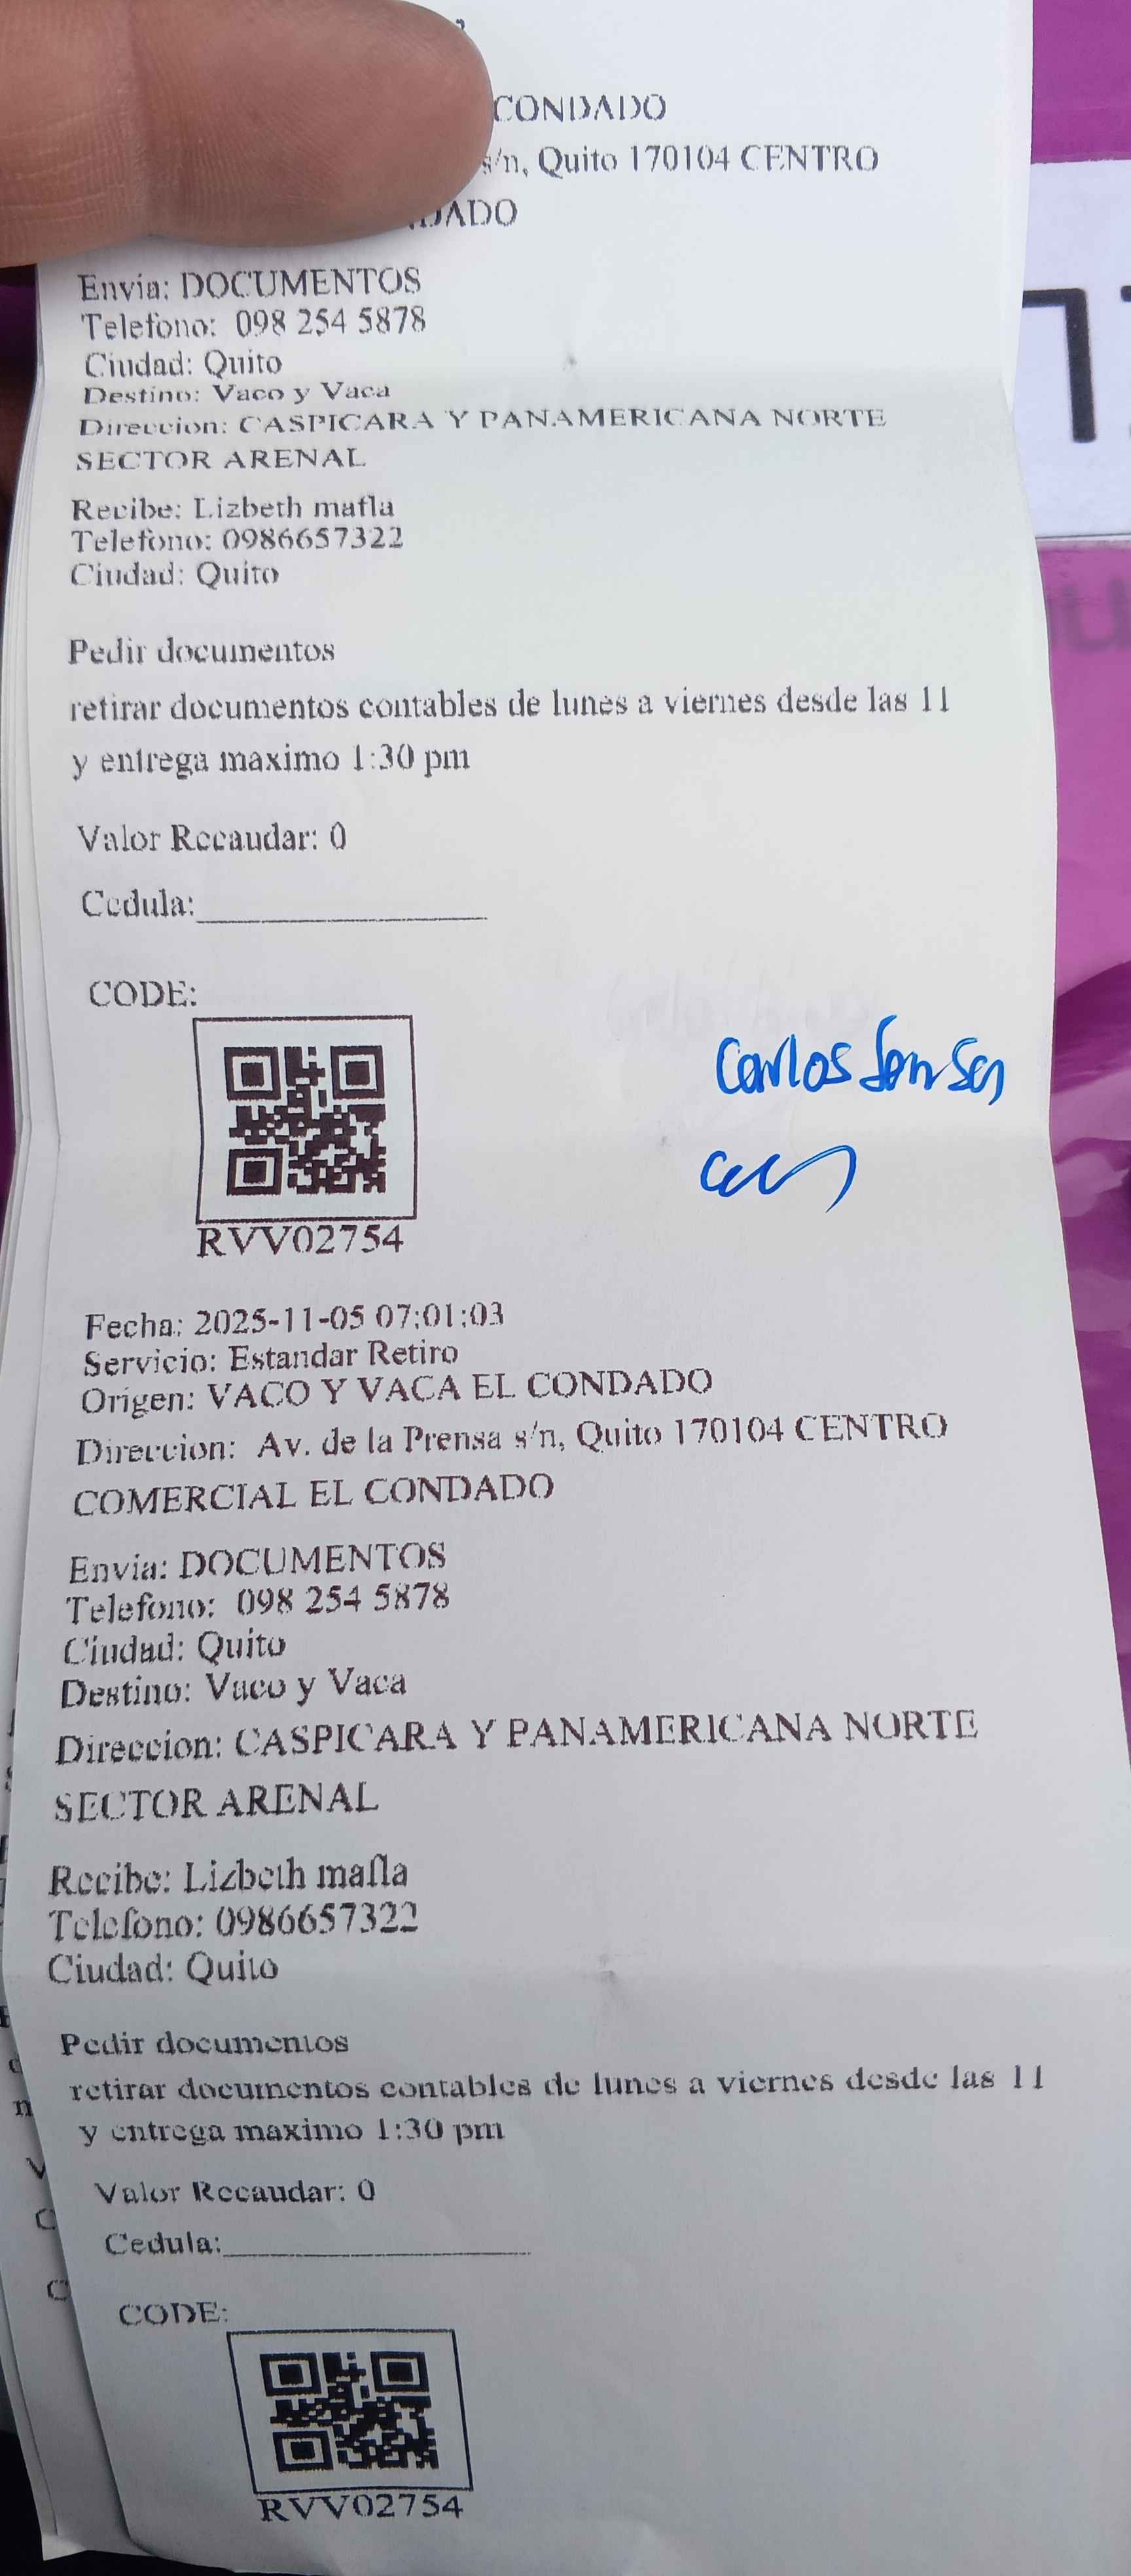 CONDADO
s/n, Quito 170104 CENTRO
DADO
Envia: DOCUMENTOS
Telefono: 098 254 5878
Ciudad: Quito
Destino: Vaco y Vaca
Direccion: CASPICARA Y PANAMERICANA NORTE
SECTOR ARENAL
Recibe: Lizbeth mafla
Telefono: 0986657322
Ciudad: Quito
Pedir documentos
retirar documentos contables de lunes a viernes desde las 11
y entrega maximo 1:30 pm
Valor Recaudar: 0
Cedula:
CODE:
Carlos
RVV02754
Fecha: 2025-11-05 07:01:03
Servicio: Estandar Retiro
Origen: VACO Y VACA EL CONDADO
Direccion: Av. de la Prensa s/n, Quito 170104 CENTRO
COMERCIAL EL CONDADO
Envia: DOCUMENTOS
Telefono: 098 254 5878
Ciudad: Quito
Destino: Vaco y Vaca
Direccion: CASPICARA Y PANAMERICANA NORTE
SECTOR ARENAL
Recibe: Lizbeth mafla
Telefono: 0986657322
Ciudad: Quito
Pedir documentos
retirar documentos contables de lunes a viernes desde las 11
y entrega maximo 1:30 pm
Valor Recaudar: 0
Cedula:
CODE:
RVV02754